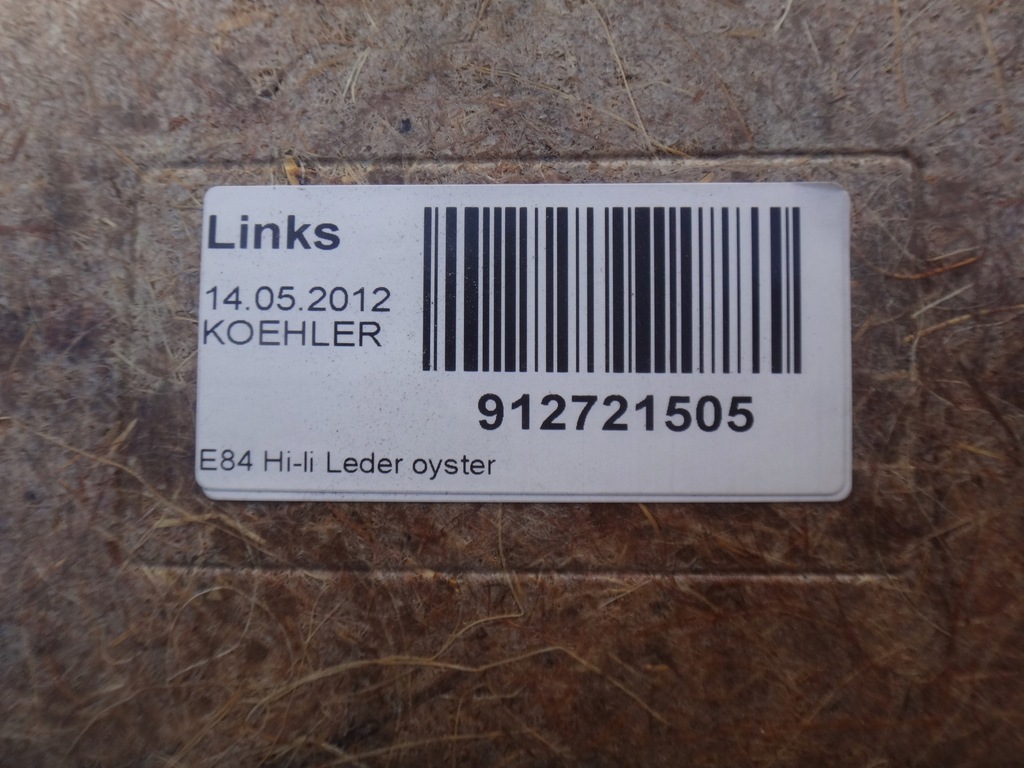 Links
14.05.2012
KOEHLER
912721505
E84 Hi-li Leder oyster